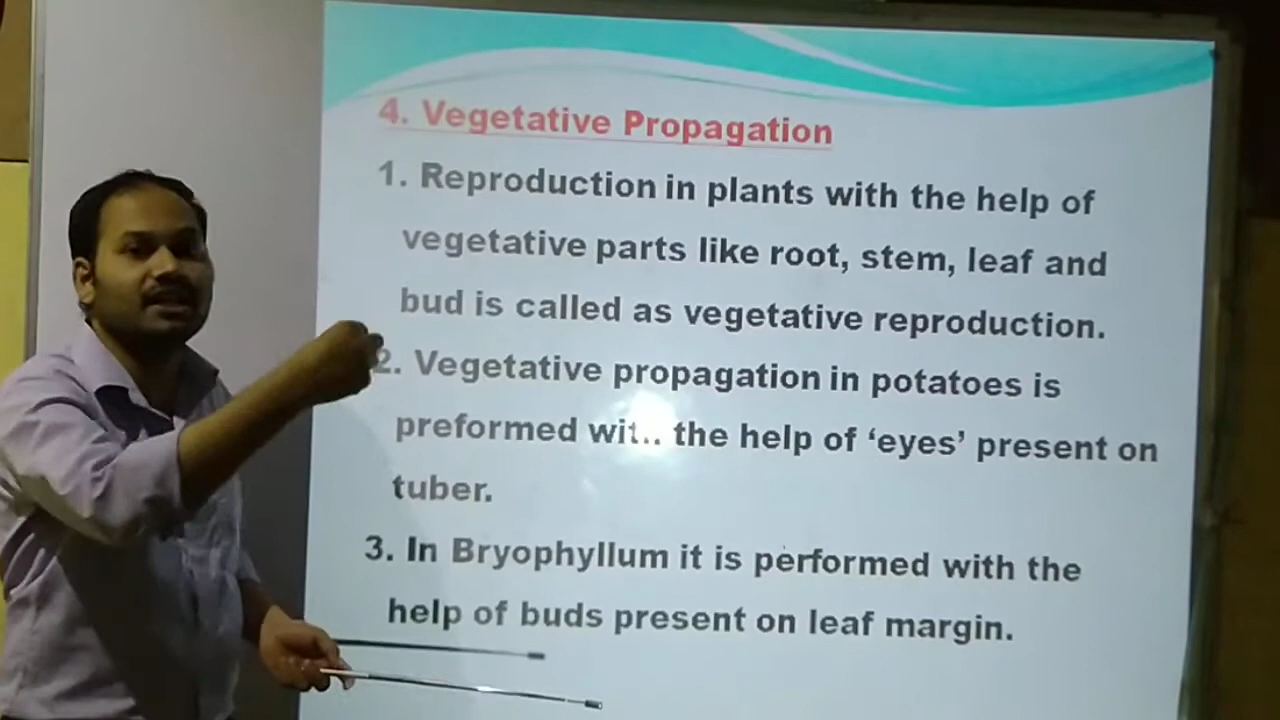 4. Vegetative Propagation
1. Reproduction in plants with the help of
vegetative parts like root, stem, leaf and
bud is called as vegetative reproduction.
2. Vegetative propagation in potatoes is
preformed wit.. the help of ‘eyes’ present on
tuber.
3. In Bryophyllum it is performed with the
help of buds present on leaf margin.